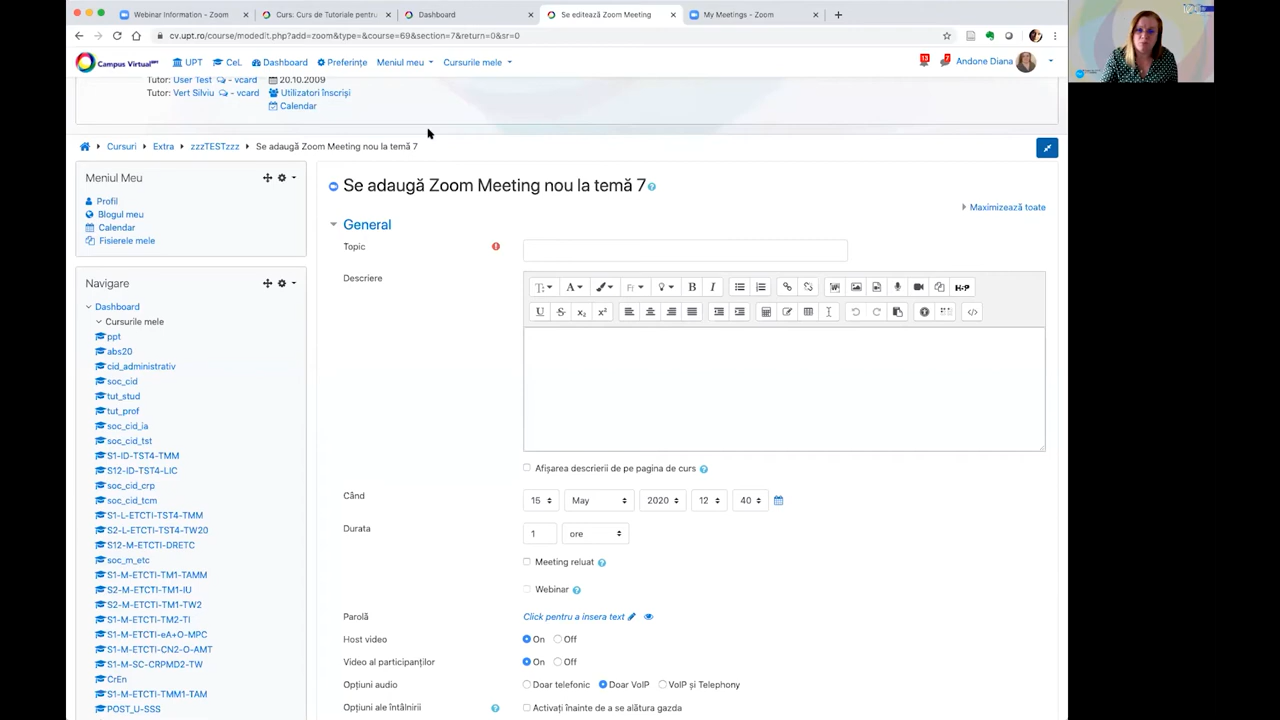 Webinar Information - Zoom
Curs: Curs de Tutoriale pentru
Dashboard
Se editează Zoom Meeting
My Meetings - Zoom
cv.upt.ro/course/modedit.php?add=zoom&type=&course=69&section=7&return=0&sr=0
Campus Virtual UPT
UPT
CeL
Dashboard
Preferințe
Meniul meu
Cursurile mele
Andone Diana
Tutor: User Test - vcard
20.10.2009
Tutor: Vert Silviu - vcard
Utilizatori înscriși
Calendar
Cursuri
Extra
zzzTESTzzz
Se adaugă Zoom Meeting nou la temă 7
Meniul Meu
Profil
Blogul meu
Calendar
Fisierele mele
Navigare
Dashboard
Cursurile mele
ppt
abs20
cid_administrativ
soc_cid
tut_stud
tut_prof
soc_cid_ia
soc_cid_tst
S1-ID-TST4-TMM
S12-ID-TST4-LIC
soc_cid_crp
soc_cid_tcm
S1-L-ETCTI-TST4-TMM
S2-L-ETCTI-TST4-TW20
S12-M-ETCTI-DRETC
soc_m_etc
S1-M-ETCTI-TM1-TAMM
S2-M-ETCTI-TM1-IU
S2-M-ETCTI-TM1-TW2
S1-M-ETCTI-TM2-TI
S1-M-ETCTI-eA+O-MPC
S1-M-ETCTI-CN2-O-AMT
S1-M-SC-CRPMD2-TW
CrEn
S1-M-ETCTI-TMM1-TAM
POST_U-SSS
Se adaugă Zoom Meeting nou la temă 7
Maximizează toate
General
Topic
Descriere
H-P
Afișarea descrierii de pe pagina de curs
Când
15 May 2020 12 40
Durata
1 ore
Meeting reluat
Webinar
Parolă
Click pentru a insera text
Host video
On Off
Video al participanților
On Off
Opțiuni audio
Doar telefonic Doar VoIP VoIP și Telephony
Opțiuni ale întâlnirii
Activați înainte de a se alătura gazda